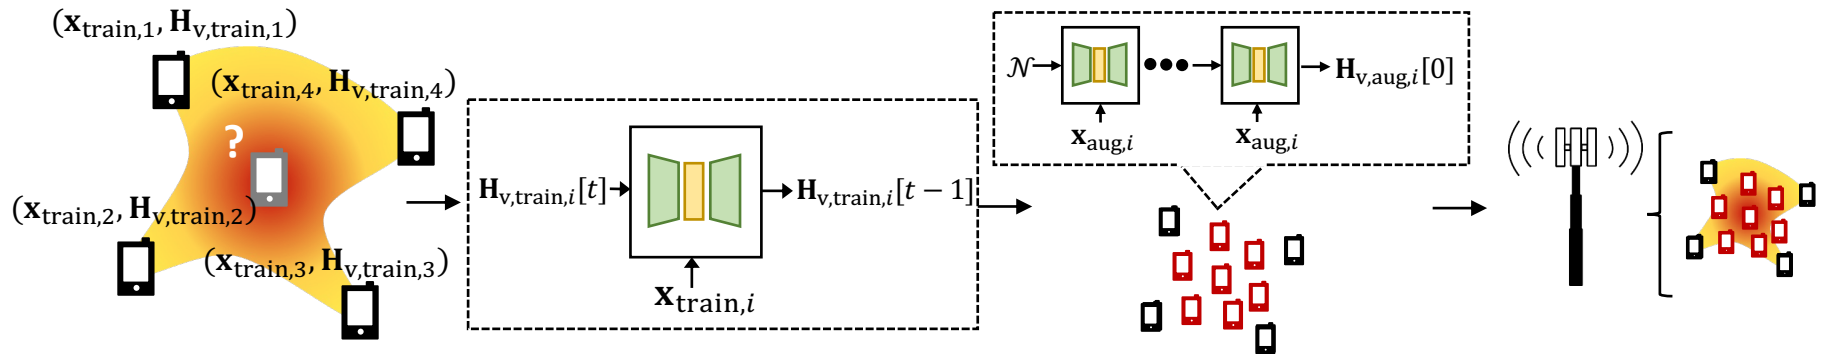 (x_train,1, H_v,train,1)
(x_train,4, H_v,train,4)
?
(x_train,2, H_v,train,2)
(x_train,3, H_v,train,3)
H_v,train,i[t]
H_v,train,i[t − 1]
x_train,i
𝒩
H_v,aug,i[0]
x_aug,i
x_aug,i